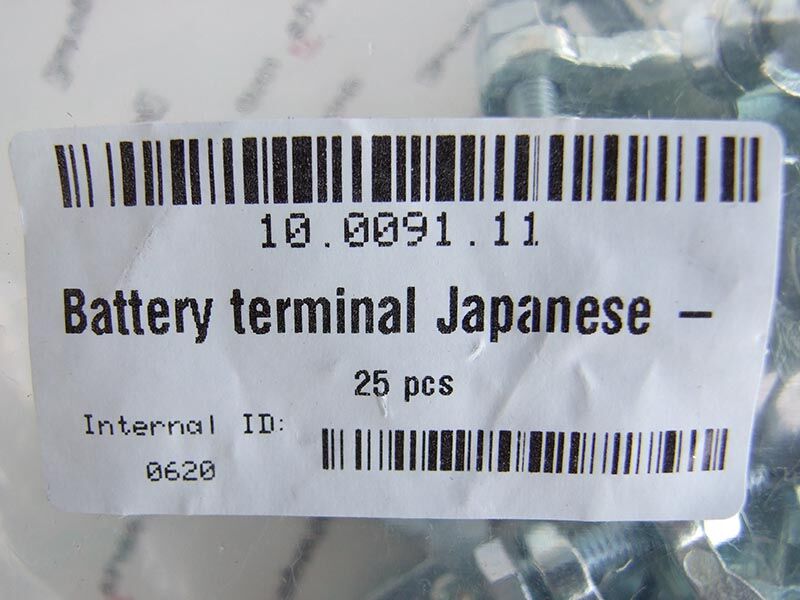 10.0091.11
Battery terminal Japanese –
25 pcs
Internal ID:
0620